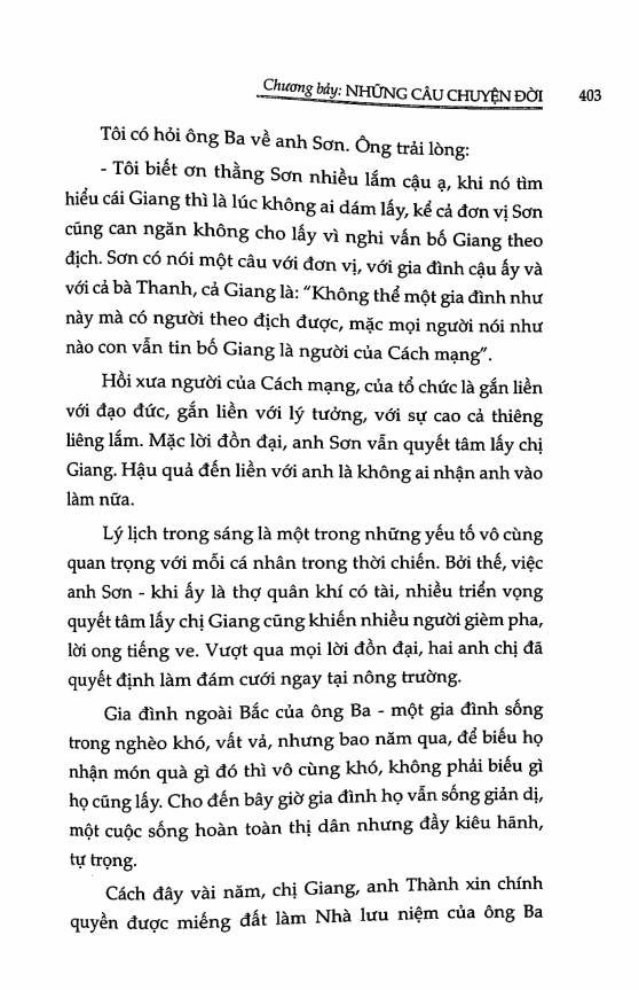 Chương bảy: NHỮNG CÂU CHUYỆN ĐỜI 403
Tôi có hỏi ông Ba về anh Sơn. Ông trải lòng:
- Tôi biết ơn thằng Sơn nhiều lắm cậu ạ, khi nó tìm
hiểu cái Giang thì là lúc không ai dám lấy, kể cả đơn vị Sơn
cũng can ngăn không cho lấy vì nghi vấn bố Giang theo
địch. Sơn có nói một câu với đơn vị, với gia đình cậu ấy và
với cả bà Thanh, cả Giang là: "Không thể một gia đình như
này mà có người theo địch được, mặc mọi người nói như
nào con vẫn tin bố Giang là người của Cách mạng".
Hồi xưa người của Cách mạng, của tổ chức là gắn liền
với đạo đức, gắn liền với lý tưởng, với sự cao cả thiêng
liêng lắm. Mặc lời đồn đại, anh Sơn vẫn quyết tâm lấy chị
Giang. Hậu quả đến liền với anh là không ai nhận anh vào
làm nữa.
Lý lịch trong sáng là một trong những yếu tố vô cùng
quan trọng với mỗi cá nhân trong thời chiến. Bởi thế, việc
anh Sơn - khi ấy là thợ quân khí có tài, nhiều triển vọng
quyết tâm lấy chị Giang cũng khiến nhiều người gièm pha,
lời ong tiếng ve. Vượt qua mọi lời đồn đại, hai anh chị đã
quyết định làm đám cưới ngay tại nông trường.
Gia đình ngoài Bắc của ông Ba - một gia đình sống
trong nghèo khó, vất vả, nhưng bao năm qua, để biếu họ
nhận món quà gì đó thì vô cùng khó, không phải biếu gì
họ cũng lấy. Cho đến bây giờ gia đình họ vẫn sống giản dị,
một cuộc sống hoàn toàn thị dân nhưng đầy kiêu hãnh,
tự trọng.
Cách đây vài năm, chị Giang, anh Thành xin chính
quyền được miếng đất làm Nhà lưu niệm của ông Ba